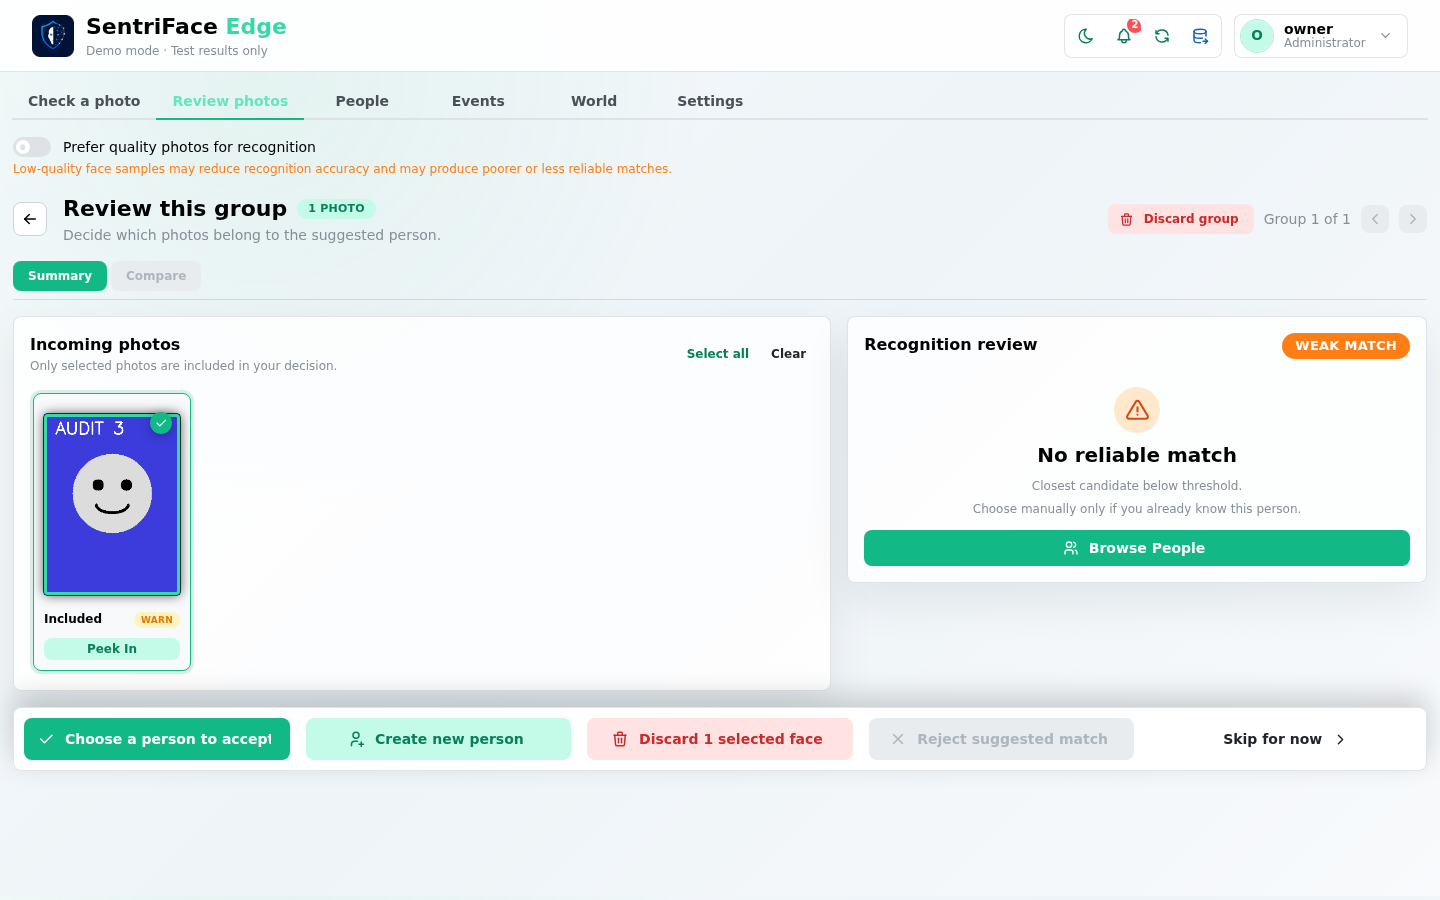 SentriFace Edge
Demo mode · Test results only
2
O
owner
Administrator
Check a photo
Review photos
People
Events
World
Settings
Prefer quality photos for recognition
Low-quality face samples may reduce recognition accuracy and may produce poorer or less reliable matches.
Review this group
1 PHOTO
Decide which photos belong to the suggested person.
Discard group
Group 1 of 1
Summary
Compare
Incoming photos
Only selected photos are included in your decision.
Select all
Clear
AUDIT 3
Included
WARN
Peek In
Recognition review
WEAK MATCH
No reliable match
Closest candidate below threshold.
Choose manually only if you already know this person.
Browse People
Choose a person to accept
Create new person
Discard 1 selected face
Reject suggested match
Skip for now